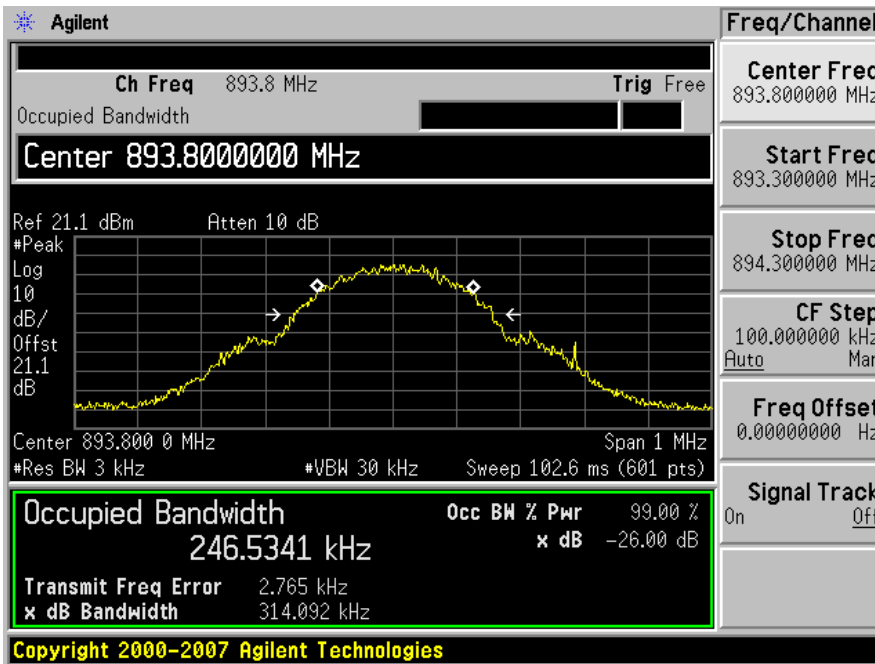 Agilent
Freq/Channel
Ch Freq 893.8 MHz Trig Free
Occupied Bandwidth
Center 893.8000000 MHz
Ref 21.1 dBm Atten 10 dB
#Peak
Log
10
dB/
Offst
21.1
dB
Center 893.800 0 MHz Span 1 MHz
#Res BW 3 kHz #VBW 30 kHz Sweep 102.6 ms (601 pts)
Occupied Bandwidth
246.5341 kHz
Occ BW % Pwr 99.00 %
x dB -26.00 dB
Transmit Freq Error 2.765 kHz
x dB Bandwidth 314.092 kHz
Center Freq
893.800000 MHz
Start Freq
893.300000 MHz
Stop Freq
894.300000 MHz
CF Step
100.000000 kHz
Auto Man
Freq Offset
0.00000000 Hz
Signal Track
On Off
Copyright 2000-2007 Agilent Technologies